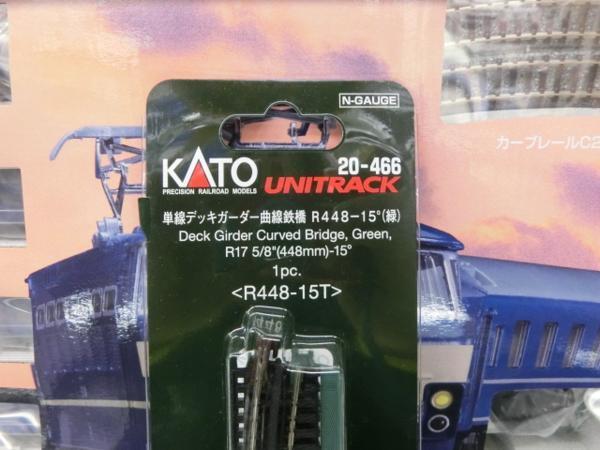 N-GAUGE
カーブレールC2
KATO
PRECISION RAILROAD MODELS
20-466
UNITRACK
単線デッキガーダー曲線鉄橋 R448-15°(緑)
Deck Girder Curved Bridge, Green,
R17 5/8"(448mm)-15°
1pc.
<R448-15T>